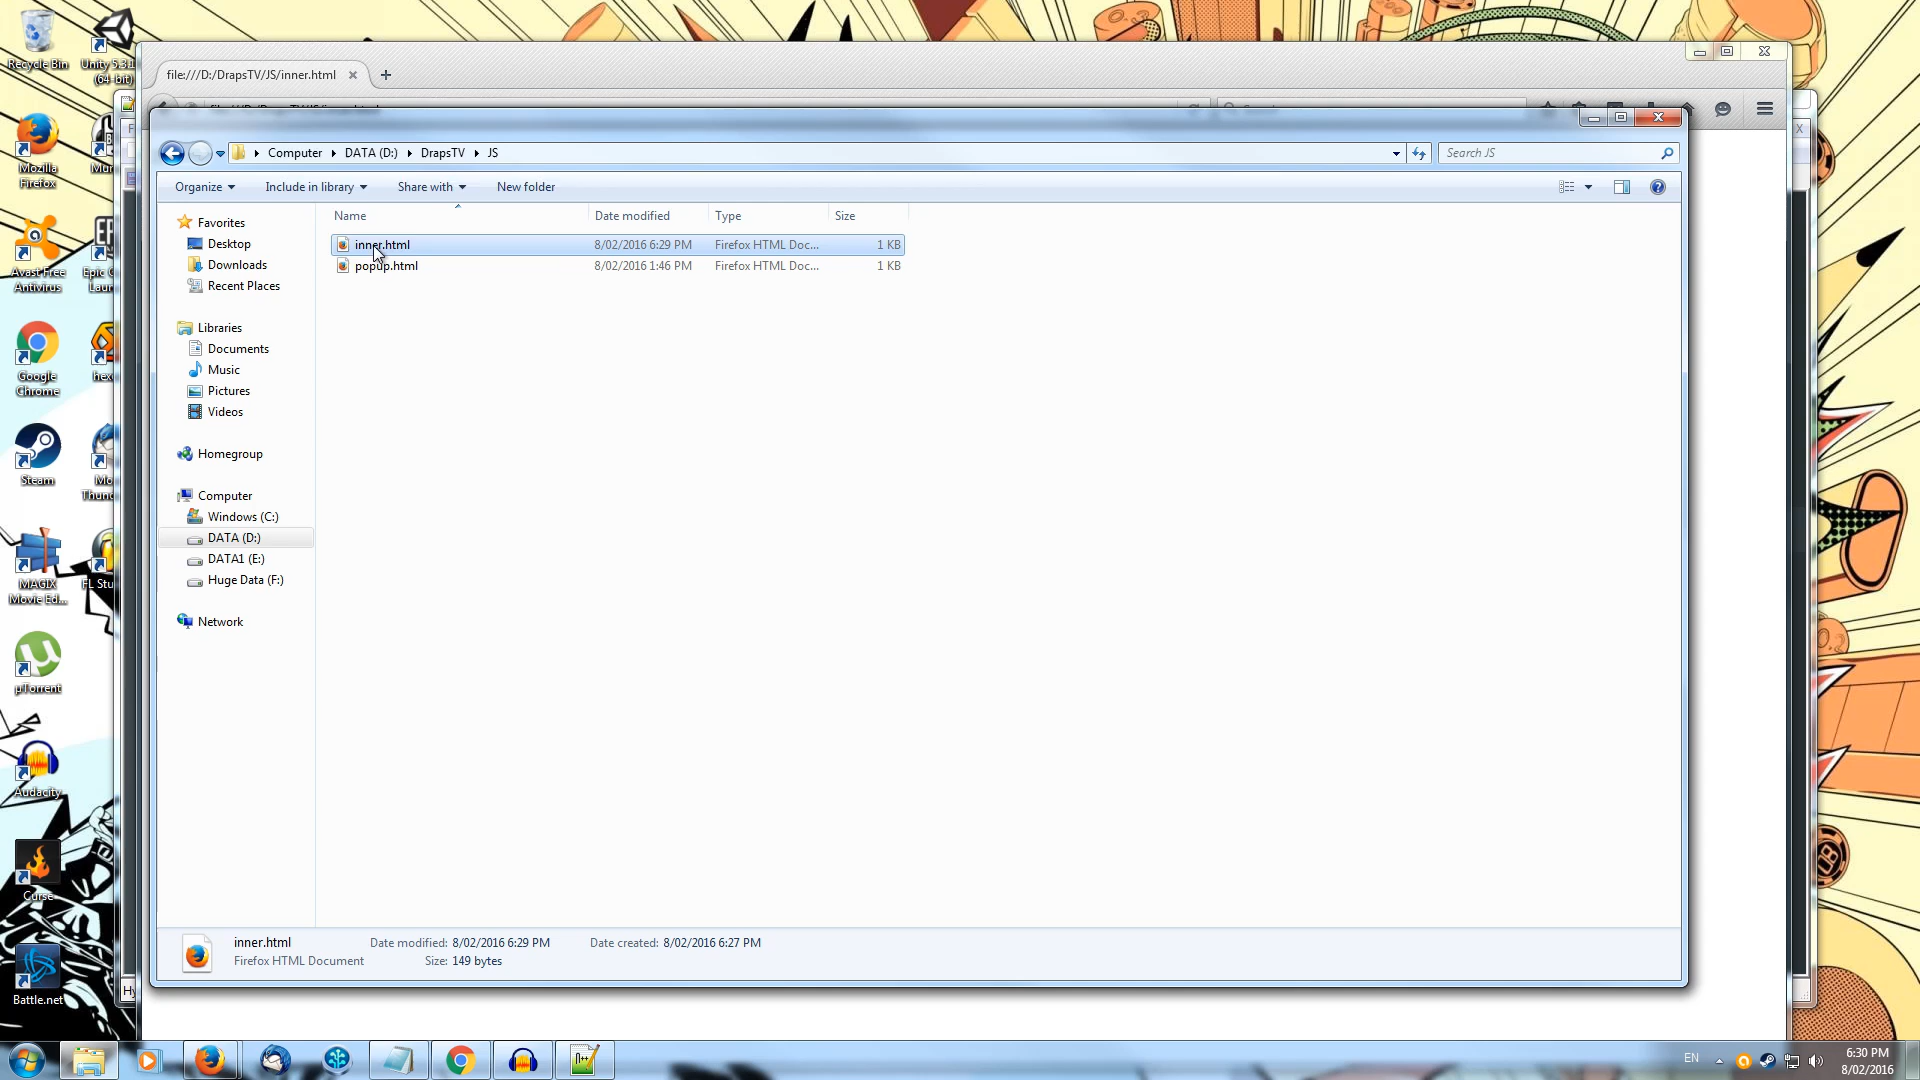 file:///D:/DrapsTV/JS/inner.html
Computer DATA (D:) DrapsTV JS
Search JS
Organize Include in library Share with New folder
Name Date modified Type Size
inner.html 8/02/2016 6:29 PM Firefox HTML Doc... 1 KB
popup.html 8/02/2016 1:46 PM Firefox HTML Doc... 1 KB
Favorites
Desktop
Downloads
Recent Places
Libraries
Documents
Music
Pictures
Videos
Homegroup
Computer
Windows (C:)
DATA (D:)
DATA1 (E:)
Huge Data (F:)
Network
inner.html Date modified: 8/02/2016 6:29 PM Date created: 8/02/2016 6:27 PM
Firefox HTML Document Size: 149 bytes
Recycle Bin
Unity 5.3.1
(64-bit)
Mozilla
Firefox
Avast Free
Antivirus
Epic
Google
Chrome
Steam
MAGIX
Movie Ed...
FL Stu
µTorrent
Audacity
Curse
Battle.net
EN
6:30 PM
8/02/2016